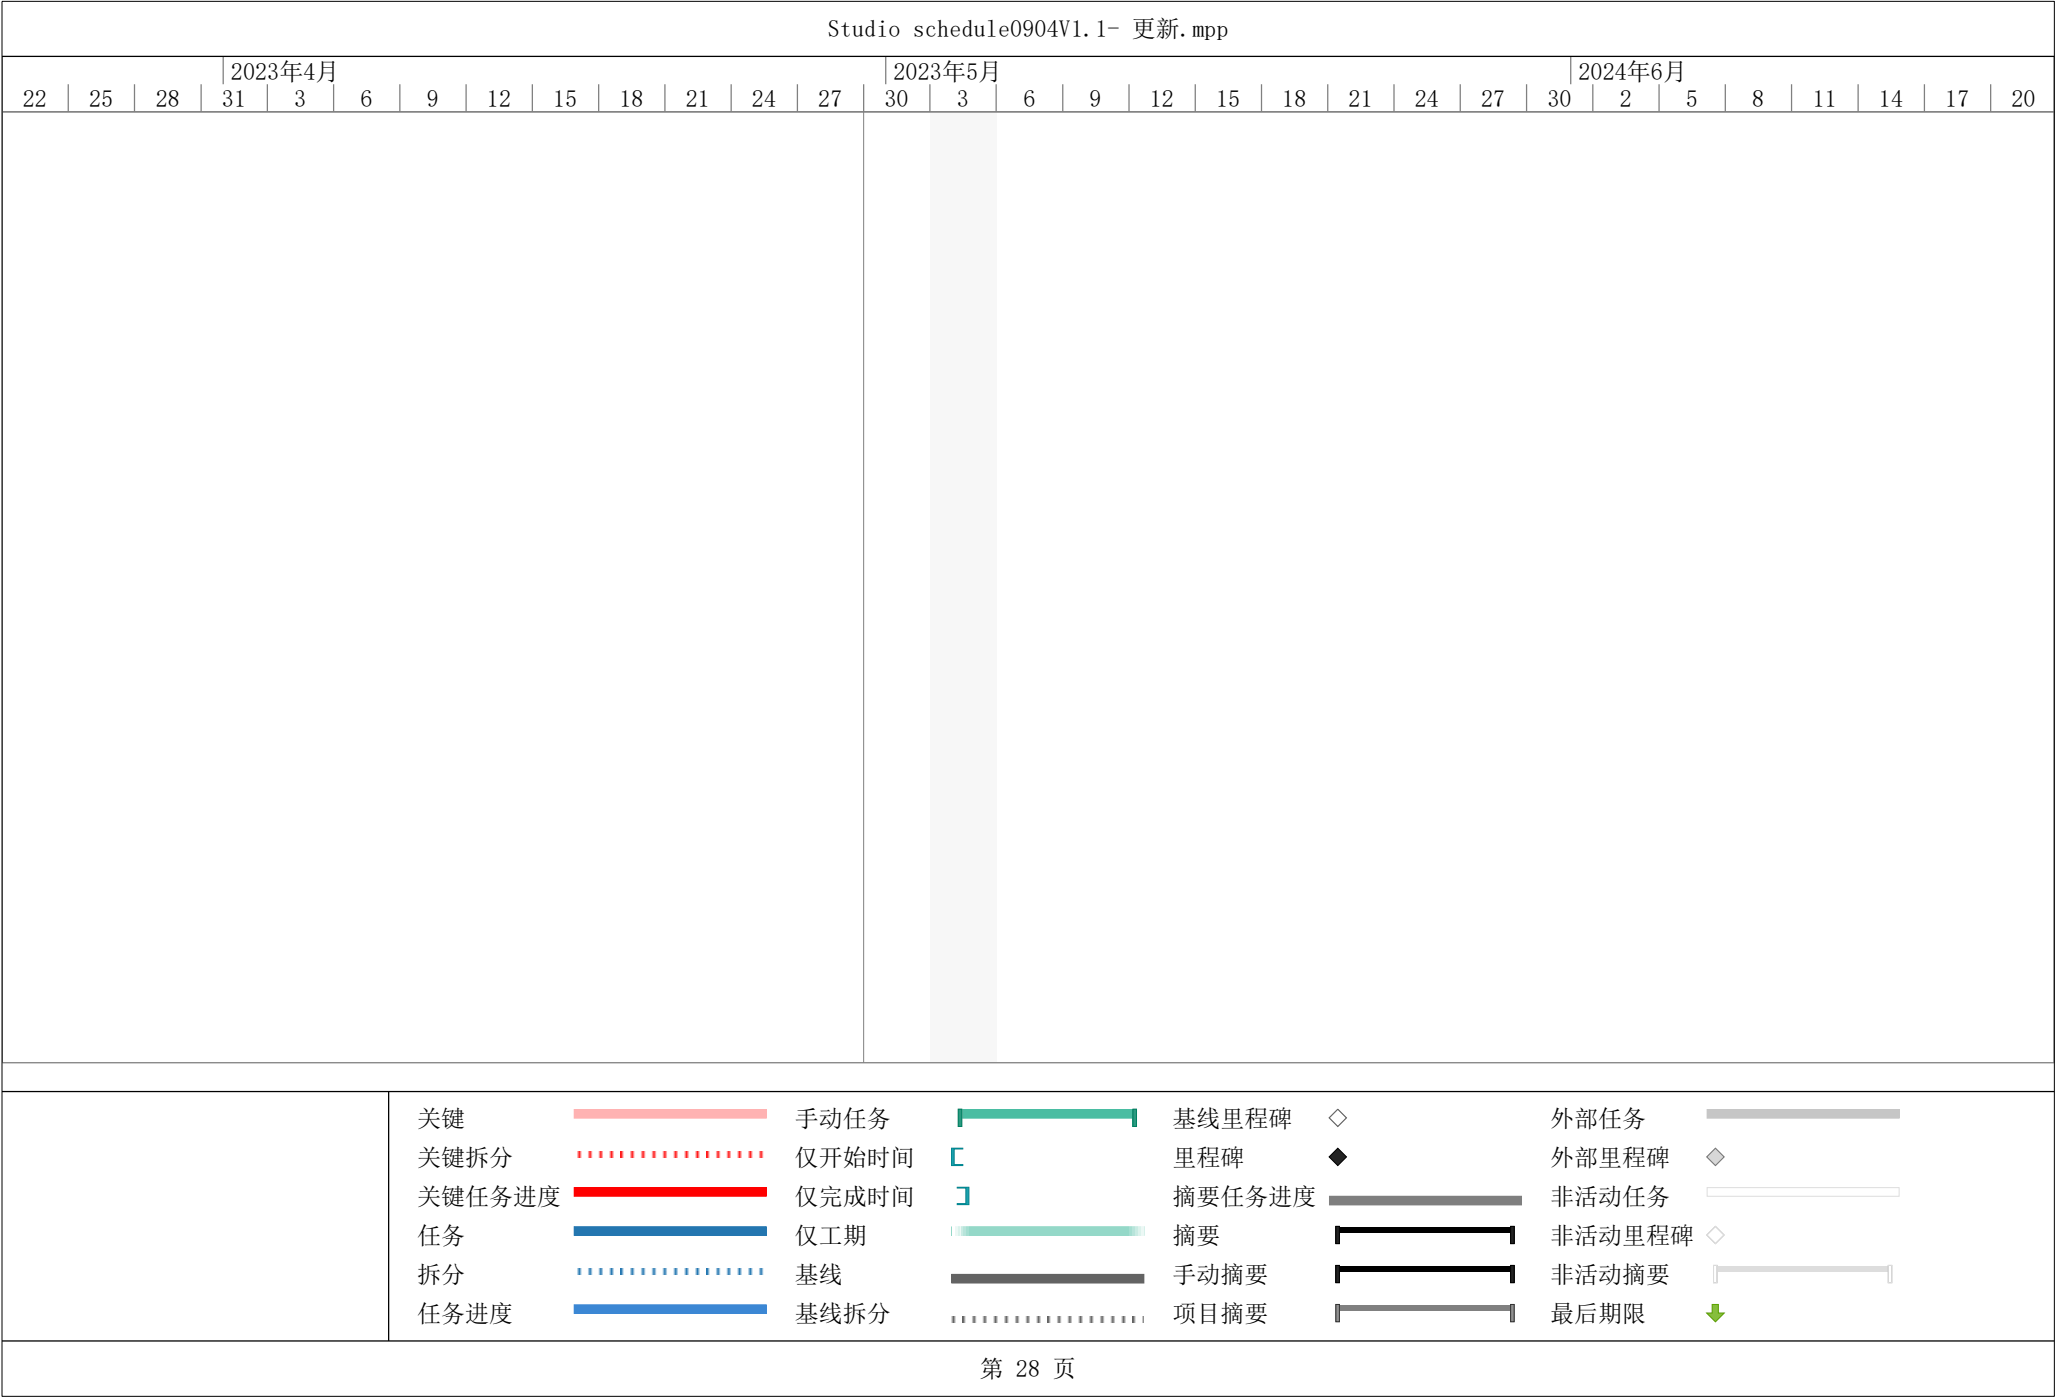 Studio schedule0904V1.1- 更新.mpp
2023年4月 2023年5月 2024年6月
22 25 28 31 3 6 9 12 15 18 21 24 27 30 3 6 9 12 15 18 21 24 27 30 2 5 8 11 14 17 20
关键 手动任务 基线里程碑 外部任务
关键拆分 仅开始时间 里程碑 外部里程碑
关键任务进度 仅完成时间 摘要任务进度 非活动任务
任务 仅工期 摘要 非活动里程碑
拆分 基线 手动摘要 非活动摘要
任务进度 基线拆分 项目摘要 最后期限
第 28 页